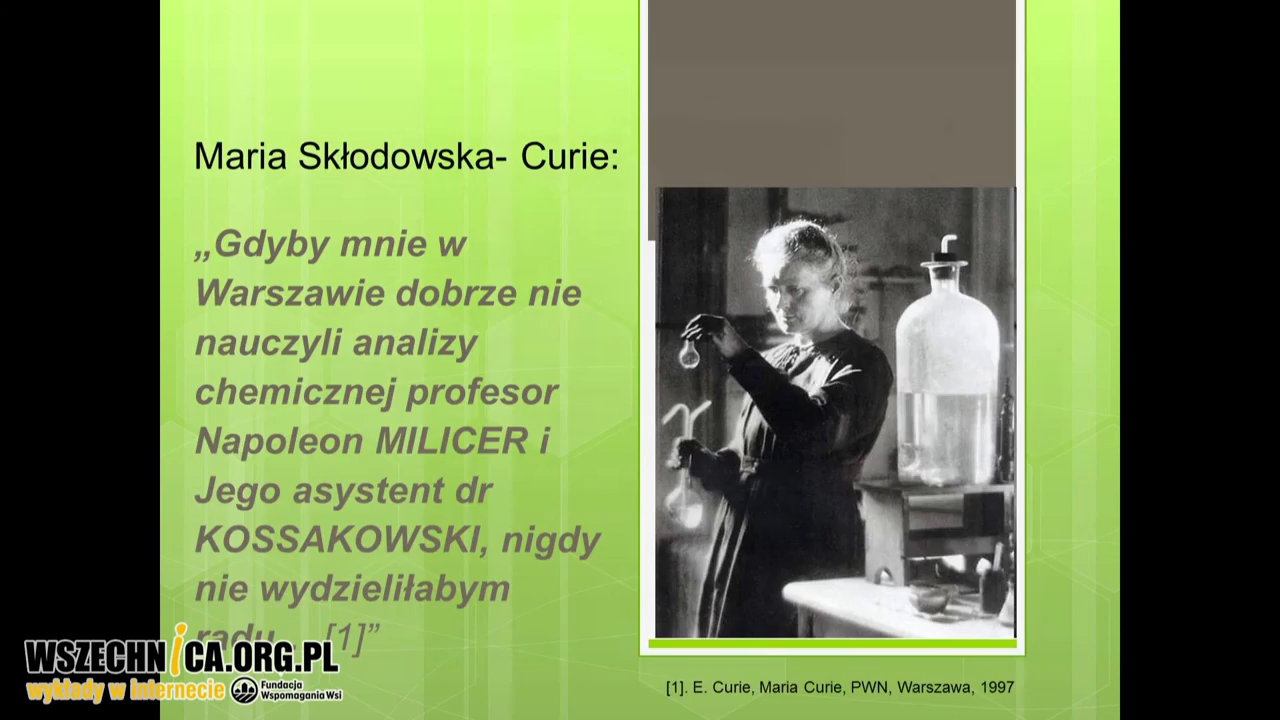 Maria Skłodowska- Curie:
„Gdyby mnie w
Warszawie dobrze nie
nauczyli analizy
chemicznej profesor
Napoleon MILICER i
Jego asystent dr
KOSSAKOWSKI, nigdy
nie wydzieliłabym
radu... [1]”
[1]. E. Curie, Maria Curie, PWN, Warszawa, 1997
WSZECHNiCA.ORG.PL
wykłady w internecie
Fundacja
Wspomagania Wsi